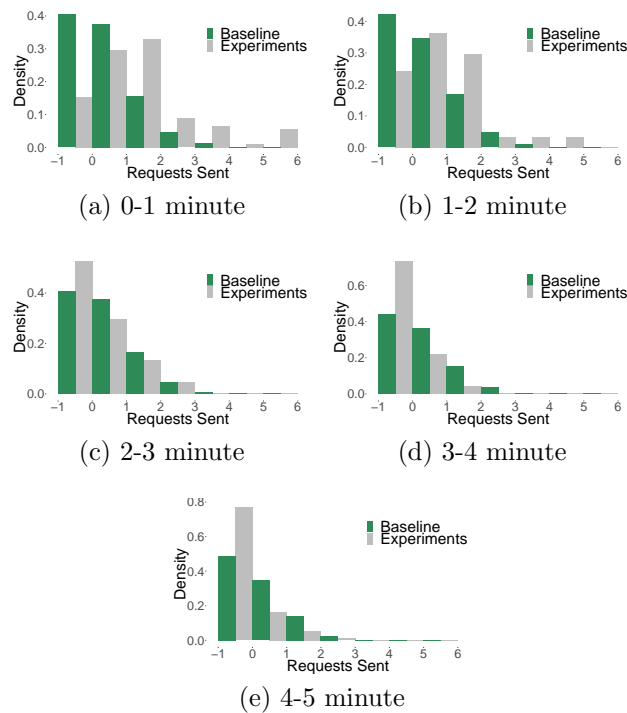 0.4
0.3
0.2
0.1
0.0
Density
Baseline
Experiments
−1 0 1 2 3 4 5 6
Requests Sent
(a) 0-1 minute
0.4
0.3
0.2
0.1
0.0
Density
Baseline
Experiments
−1 0 1 2 3 4 5 6
Requests Sent
(b) 1-2 minute
0.4
0.2
0.0
Density
Baseline
Experiments
−1 0 1 2 3 4 5 6
Requests Sent
(c) 2-3 minute
0.6
0.4
0.2
0.0
Density
Baseline
Experiments
−1 0 1 2 3 4 5 6
Requests Sent
(d) 3-4 minute
0.8
0.6
0.4
0.2
0.0
Density
Baseline
Experiments
−1 0 1 2 3 4 5 6
Requests Sent
(e) 4-5 minute